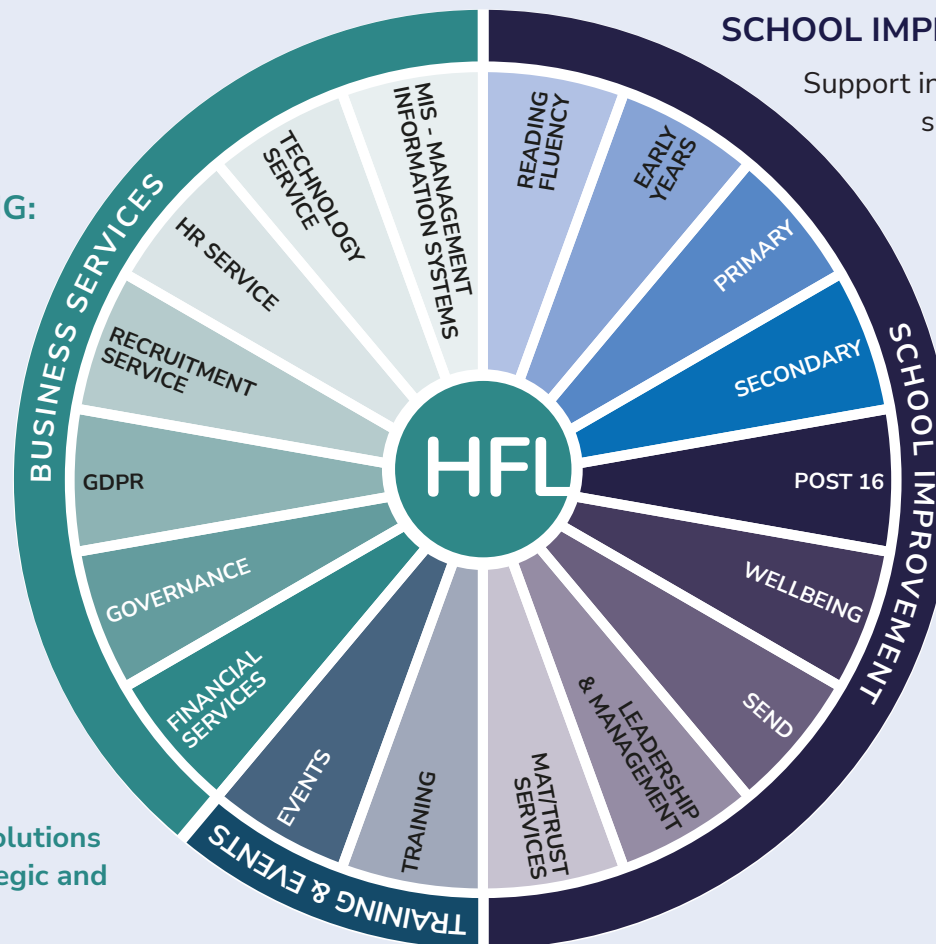 SCHOOL IMP
Support in
s
G:
BUSINESS SERVICES
MIS - MANAGEMENT
INFORMATION SYSTEMS
TECHNOLOGY
SERVICE
HR SERVICE
RECRUITMENT
SERVICE
GDPR
GOVERNANCE
FINANCIAL
SERVICES
READING
FLUENCY
EARLY
YEARS
PRIMARY
SECONDARY
POST 16
WELLBEING
SEND
LEADERSHIP
& MANAGEMENT
MAT/TRUST
SERVICES
SCHOOL IMPROVEMENT
HFL
EVENTS
TRAINING
TRAINING & EVENTS
olutions
egic and